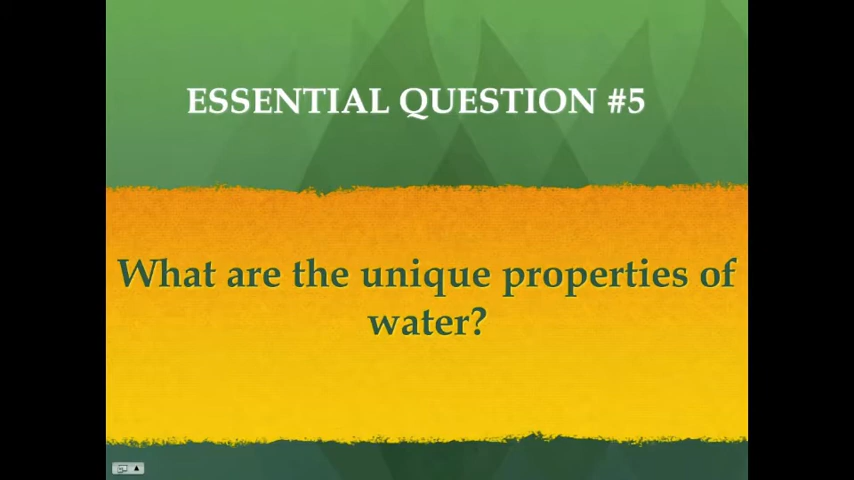 ESSENTIAL QUESTION #5
What are the unique properties of
water?